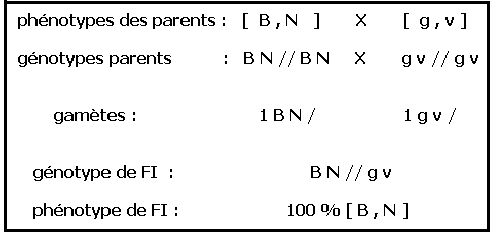 phénotypes des parents : [ B , N ] X [ g , v ]
génotypes parents : B N // B N X g v // g v
gamètes : 1 B N / 1 g v /
génotype de FI : B N // g v
phénotype de FI : 100 % [ B , N ]